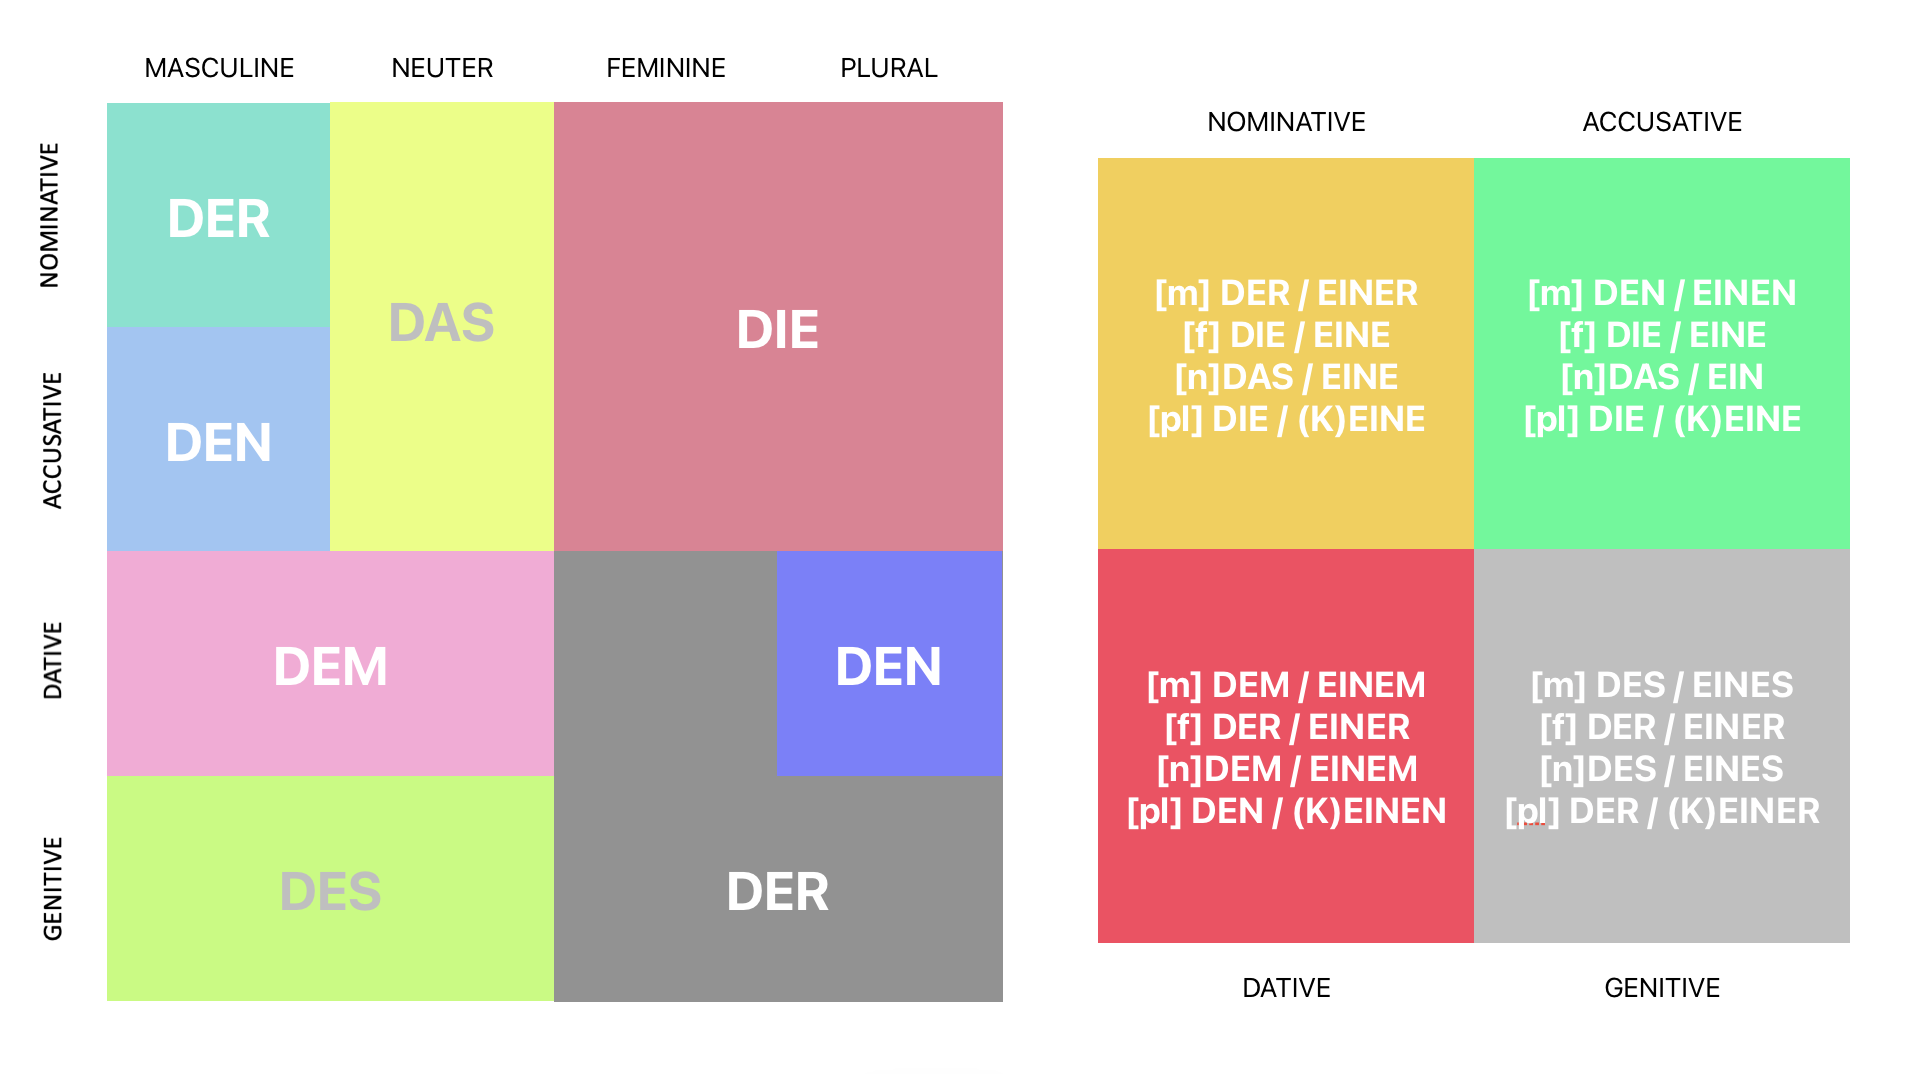 MASCULINE NEUTER FEMININE PLURAL
NOMINATIVE
ACCUSATIVE
DATIVE
GENITIVE
DER
DAS
DIE
DEN
DEM
DEN
DES
DER
NOMINATIVE ACCUSATIVE
[m] DER / EINER
[f] DIE / EINE
[n]DAS / EINE
[pl] DIE / (K)EINE
[m] DEN / EINEN
[f] DIE / EINE
[n]DAS / EIN
[pl] DIE / (K)EINE
[m] DEM / EINEM
[f] DER / EINER
[n]DEM / EINEM
[pl] DEN / (K)EINEN
[m] DES / EINES
[f] DER / EINER
[n]DES / EINES
[pl] DER / (K)EINER
DATIVE GENITIVE